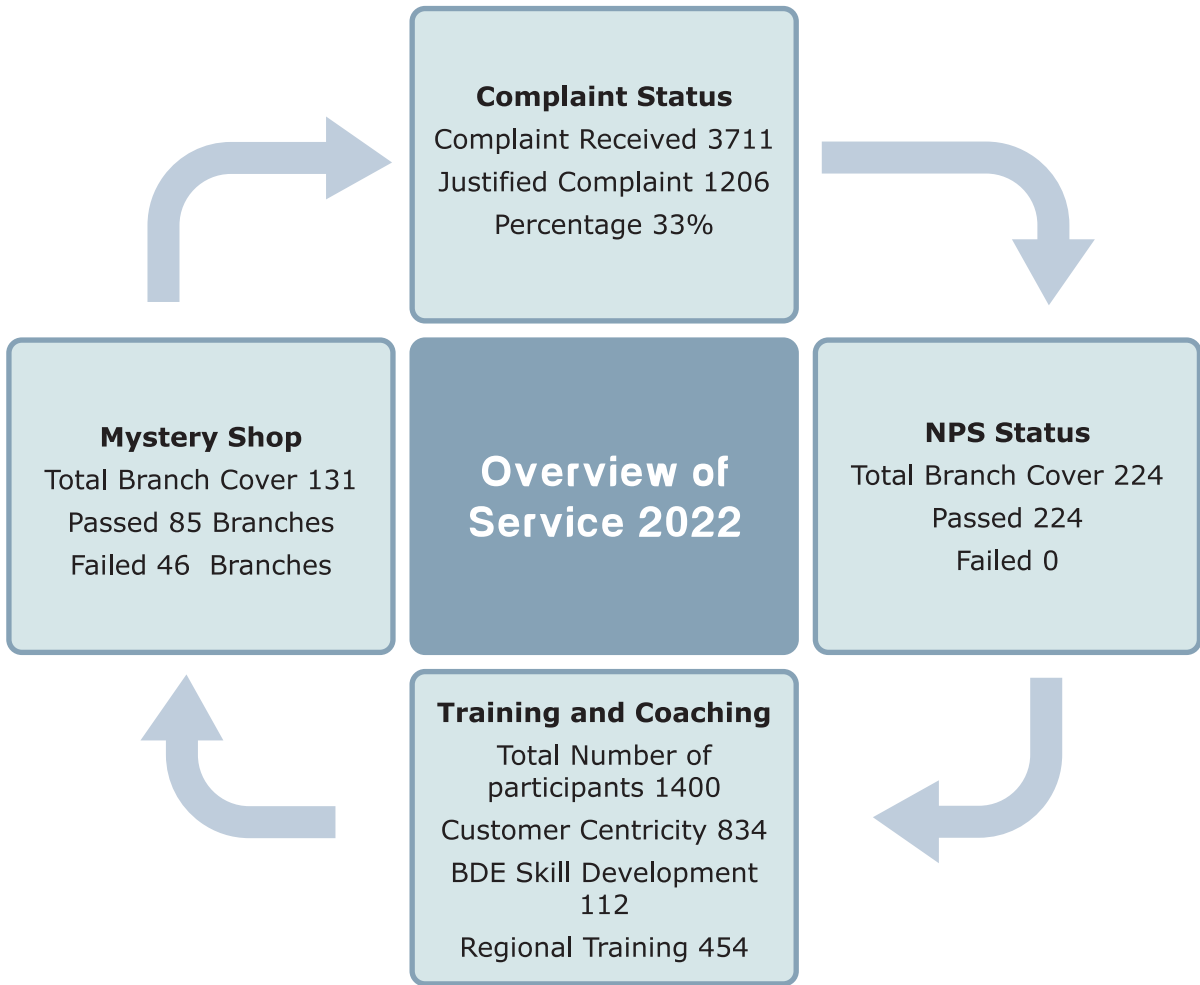 Complaint Status
Complaint Received 3711
Justified Complaint 1206
Percentage 33%
Mystery Shop
Total Branch Cover 131
Passed 85 Branches
Failed 46 Branches
Overview of
Service 2022
NPS Status
Total Branch Cover 224
Passed 224
Failed 0
Training and Coaching
Total Number of
participants 1400
Customer Centricity 834
BDE Skill Development
112
Regional Training 454